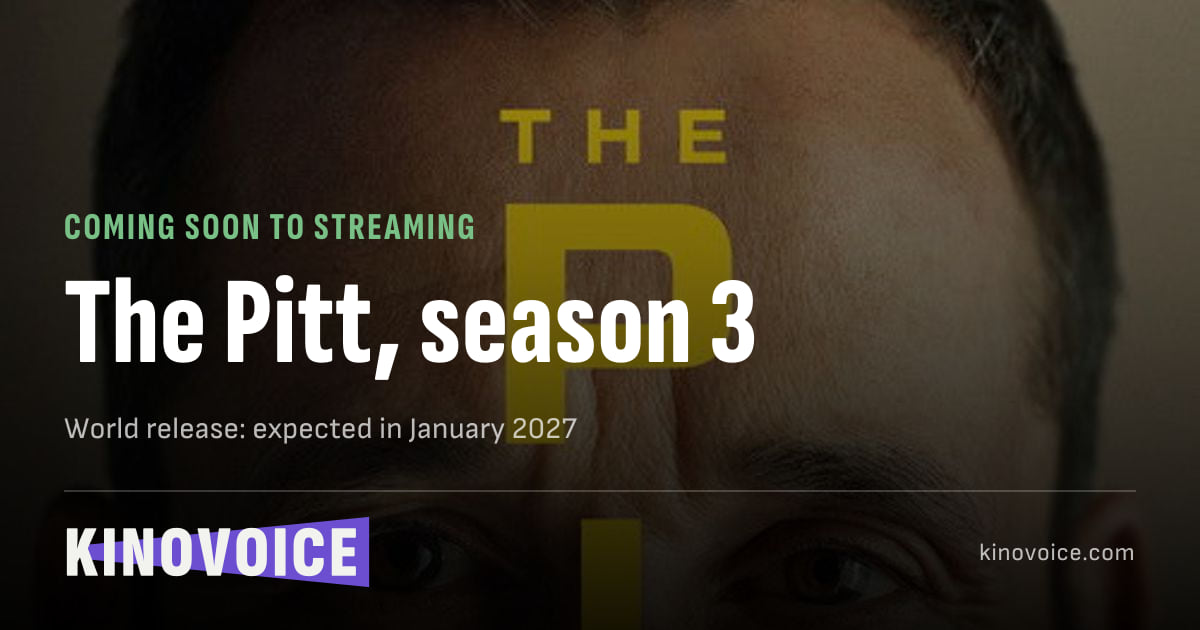 THE
P
I
COMING SOON TO STREAMING
The Pitt, season 3
World release: expected in January 2027
KINOVOICE
kinovoice.com